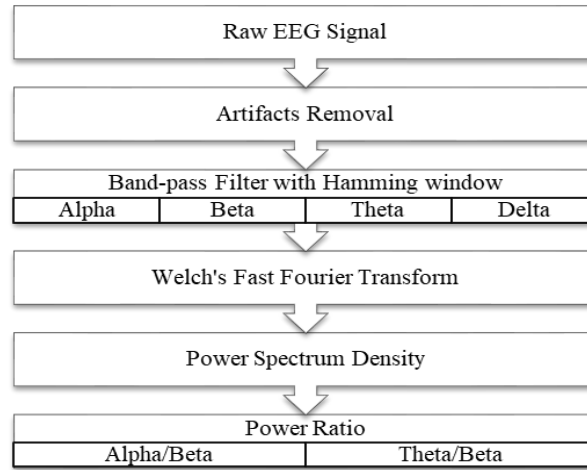 Raw EEG Signal
Artifacts Removal
Band-pass Filter with Hamming window
Alpha Beta Theta Delta
Welch's Fast Fourier Transform
Power Spectrum Density
Power Ratio
Alpha/Beta Theta/Beta